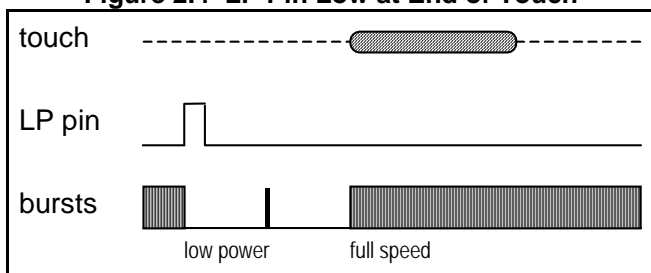 Figure 2.4 LP Pin Low at End of Touch
touch
LP pin
bursts
low power full speed